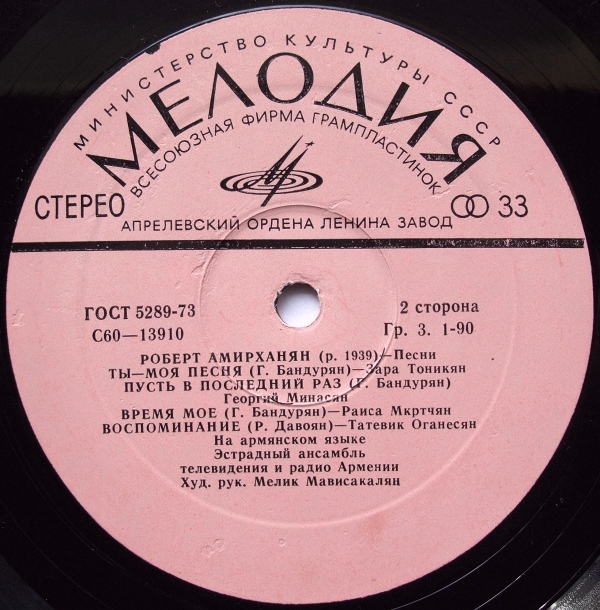 МИНИСТЕРСТВО КУЛЬТУРЫ СССР
МЕЛОДИЯ
ВСЕСОЮЗНАЯ ФИРМА ГРАМПЛАСТИНОК
СТЕРЕО
33
АПРЕЛЕВСКИЙ ОРДЕНА ЛЕНИНА ЗАВОД
ГОСТ 5289-73
2 сторона
С60—13910
Гр. 3. 1-90
РОБЕРТ АМИРХАНЯН (р. 1939)—Песни
ТЫ—МОЯ ПЕСНЯ (Г. Бандурян)—Зара Тоникян
ПУСТЬ В ПОСЛЕДНИЙ РАЗ (Г. Бандурян)
Георгий Минасян
ВРЕМЯ МОЕ (Г. Бандурян)—Раиса Мкртчян
ВОСПОМИНАНИЕ (Р. Давоян)—Татевик Оганесян
На армянском языке
Эстрадный ансамбль
телевидения и радио Армении
Худ. рук. Мелик Мависакалян